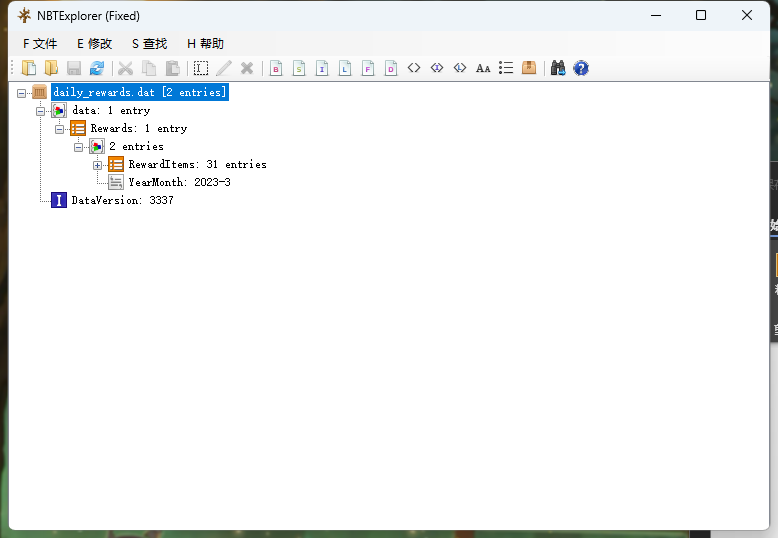 NBTExplorer (Fixed)
F 文件 E 修改 S 查找 H 帮助
B S I L F D AA
daily_rewards.dat [2 entries]
data: 1 entry
Rewards: 1 entry
2 entries
RewardItems: 31 entries
YearMonth: 2023-3
I DataVersion: 3337